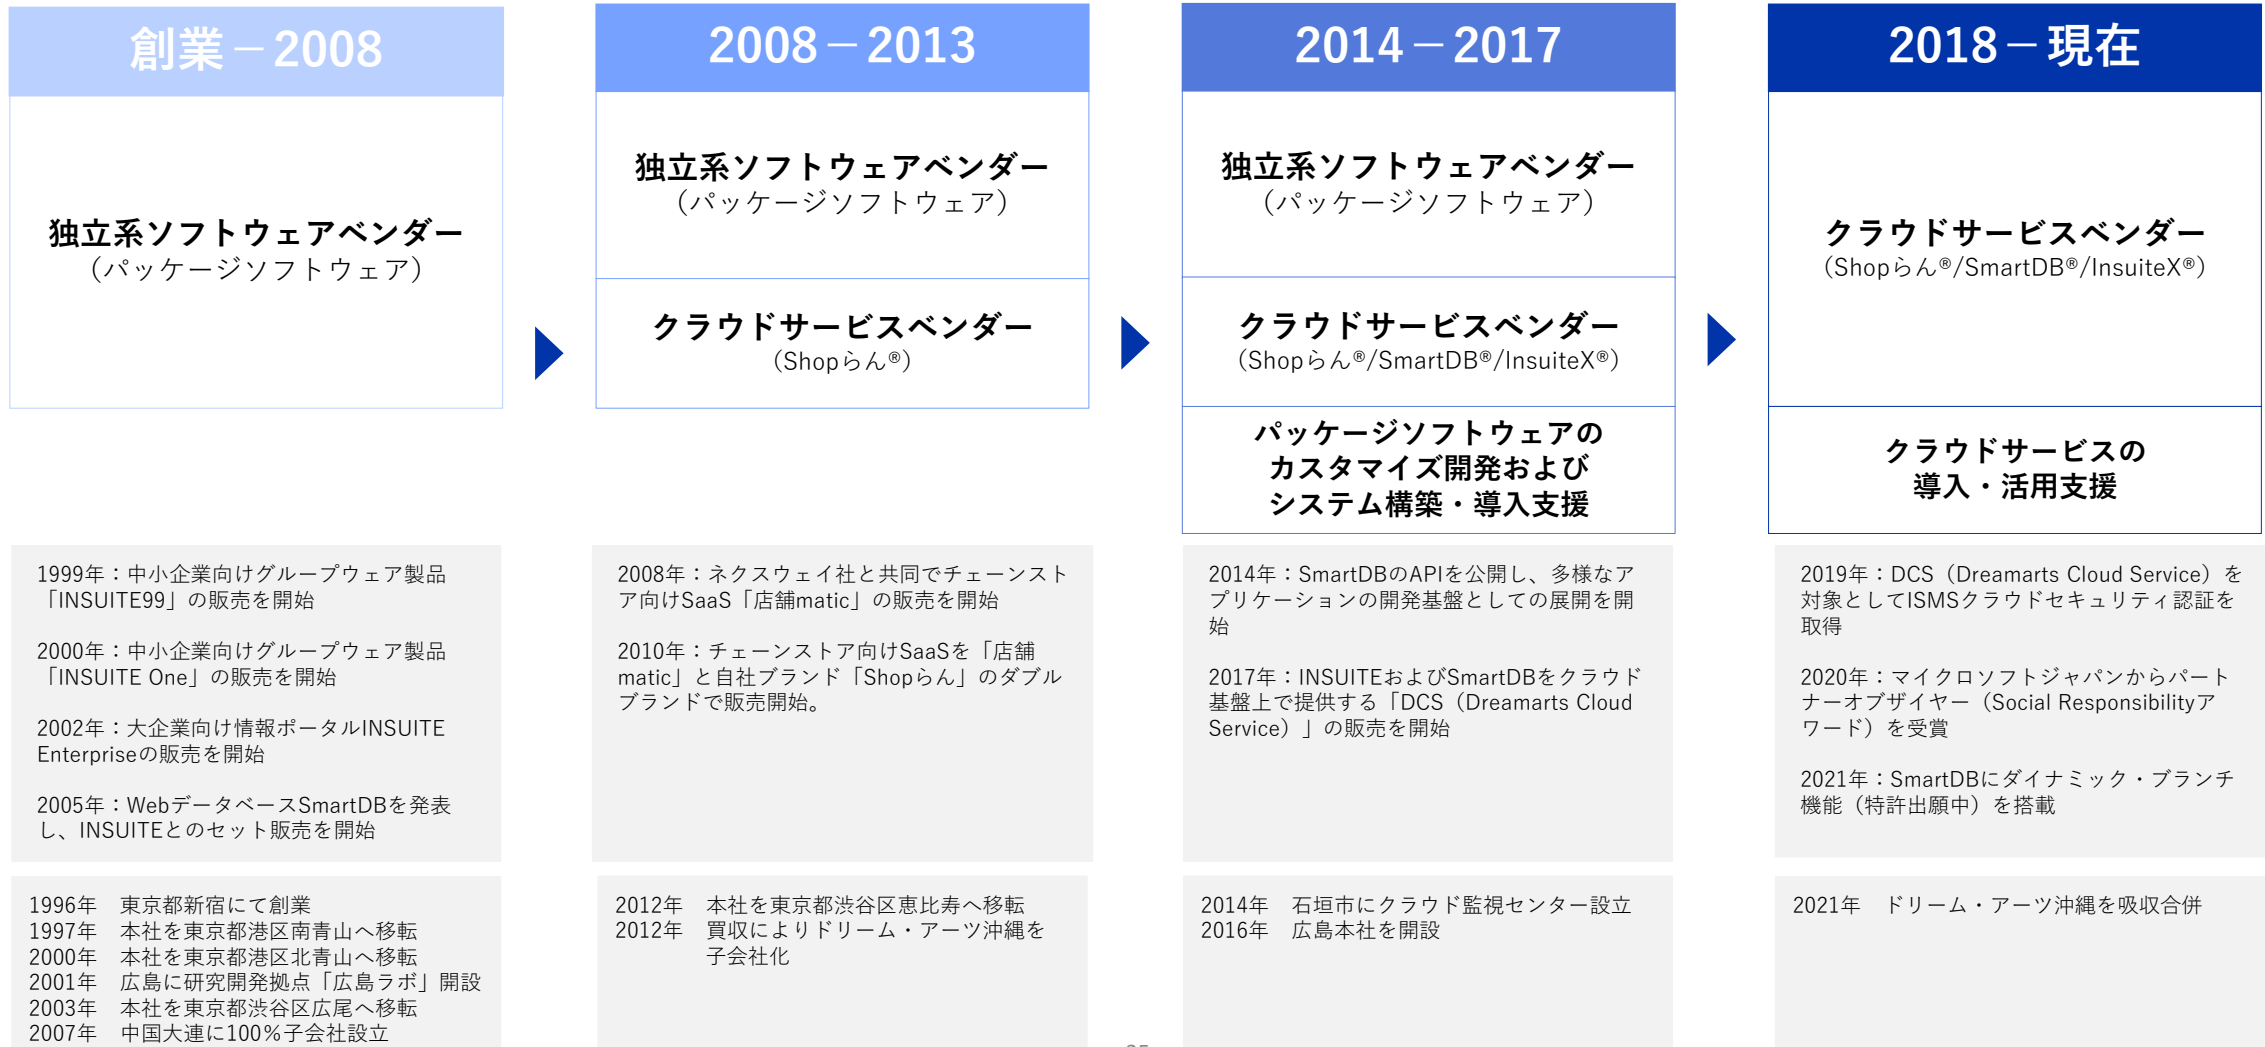 創業－2008
独立系ソフトウェアベンダー
（パッケージソフトウェア）
1999年：中小企業向けグループウェア製品
「INSUITE99」の販売を開始
2000年：中小企業向けグループウェア製品
「INSUITE One」の販売を開始
2002年：大企業向け情報ポータルINSUITE
Enterpriseの販売を開始
2005年：WebデータベースSmartDBを発表
し、INSUITEとのセット販売を開始
1996年　東京都新宿にて創業
1997年　本社を東京都港区南青山へ移転
2000年　本社を東京都港区北青山へ移転
2001年　広島に研究開発拠点「広島ラボ」開設
2003年　本社を東京都渋谷区広尾へ移転
2007年　中国大連に100％子会社設立
2008－2013
独立系ソフトウェアベンダー
（パッケージソフトウェア）
クラウドサービスベンダー
（Shopらん®）
2008年：ネクスウェイ社と共同でチェーンスト
ア向けSaaS「店舗matic」の販売を開始
2010年：チェーンストア向けSaaSを「店舗
matic」と自社ブランド「Shopらん」のダブル
ブランドで販売開始。
2012年　本社を東京都渋谷区恵比寿へ移転
2012年　買収によりドリーム・アーツ沖縄を
子会社化
2014－2017
独立系ソフトウェアベンダー
（パッケージソフトウェア）
クラウドサービスベンダー
（Shopらん®/SmartDB®/InsuiteX®）
パッケージソフトウェアの
カスタマイズ開発および
システム構築・導入支援
2014年：SmartDBのAPIを公開し、多様なア
プリケーションの開発基盤としての展開を開
始
2017年：INSUITEおよびSmartDBをクラウド
基盤上で提供する「DCS（Dreamarts Cloud
Service）」の販売を開始
2014年　石垣市にクラウド監視センター設立
2016年　広島本社を開設
2018－現在
クラウドサービスベンダー
（Shopらん®/SmartDB®/InsuiteX®）
クラウドサービスの
導入・活用支援
2019年：DCS（Dreamarts Cloud Service）を
対象としてISMSクラウドセキュリティ認証を
取得
2020年：マイクロソフトジャパンからパート
ナーオブザイヤー（Social Responsibilityア
ワード）を受賞
2021年：SmartDBにダイナミック・ブランチ
機能（特許出願中）を搭載
2021年　ドリーム・アーツ沖縄を吸収合併